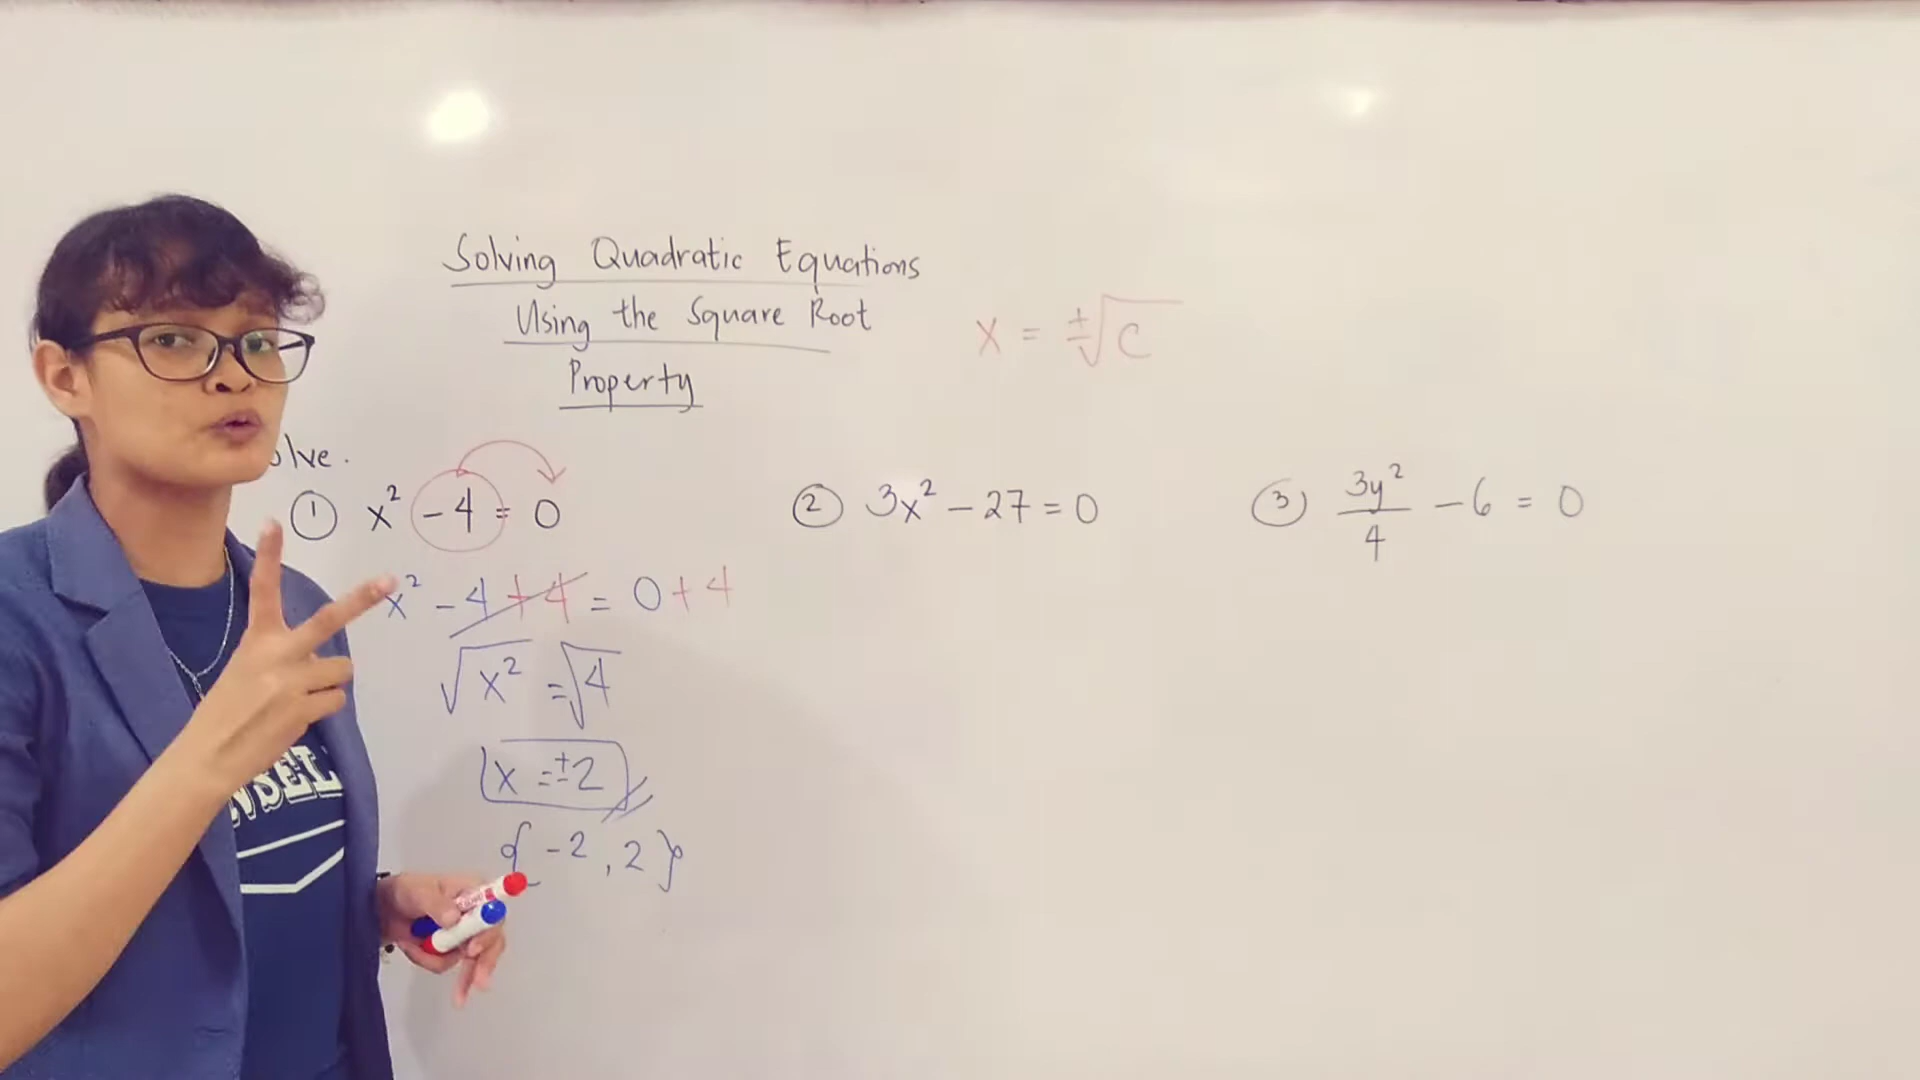 Solving Quadratic Equations
Using the Square Root
Property
x = ±√c
olve.
① x² - 4 = 0
② 3x² - 27 = 0
③ 3y²/4 - 6 = 0
x² - 4 + 4 = 0 + 4
√x² = √4
x = ±2
{ -2 , 2 }
NSEL